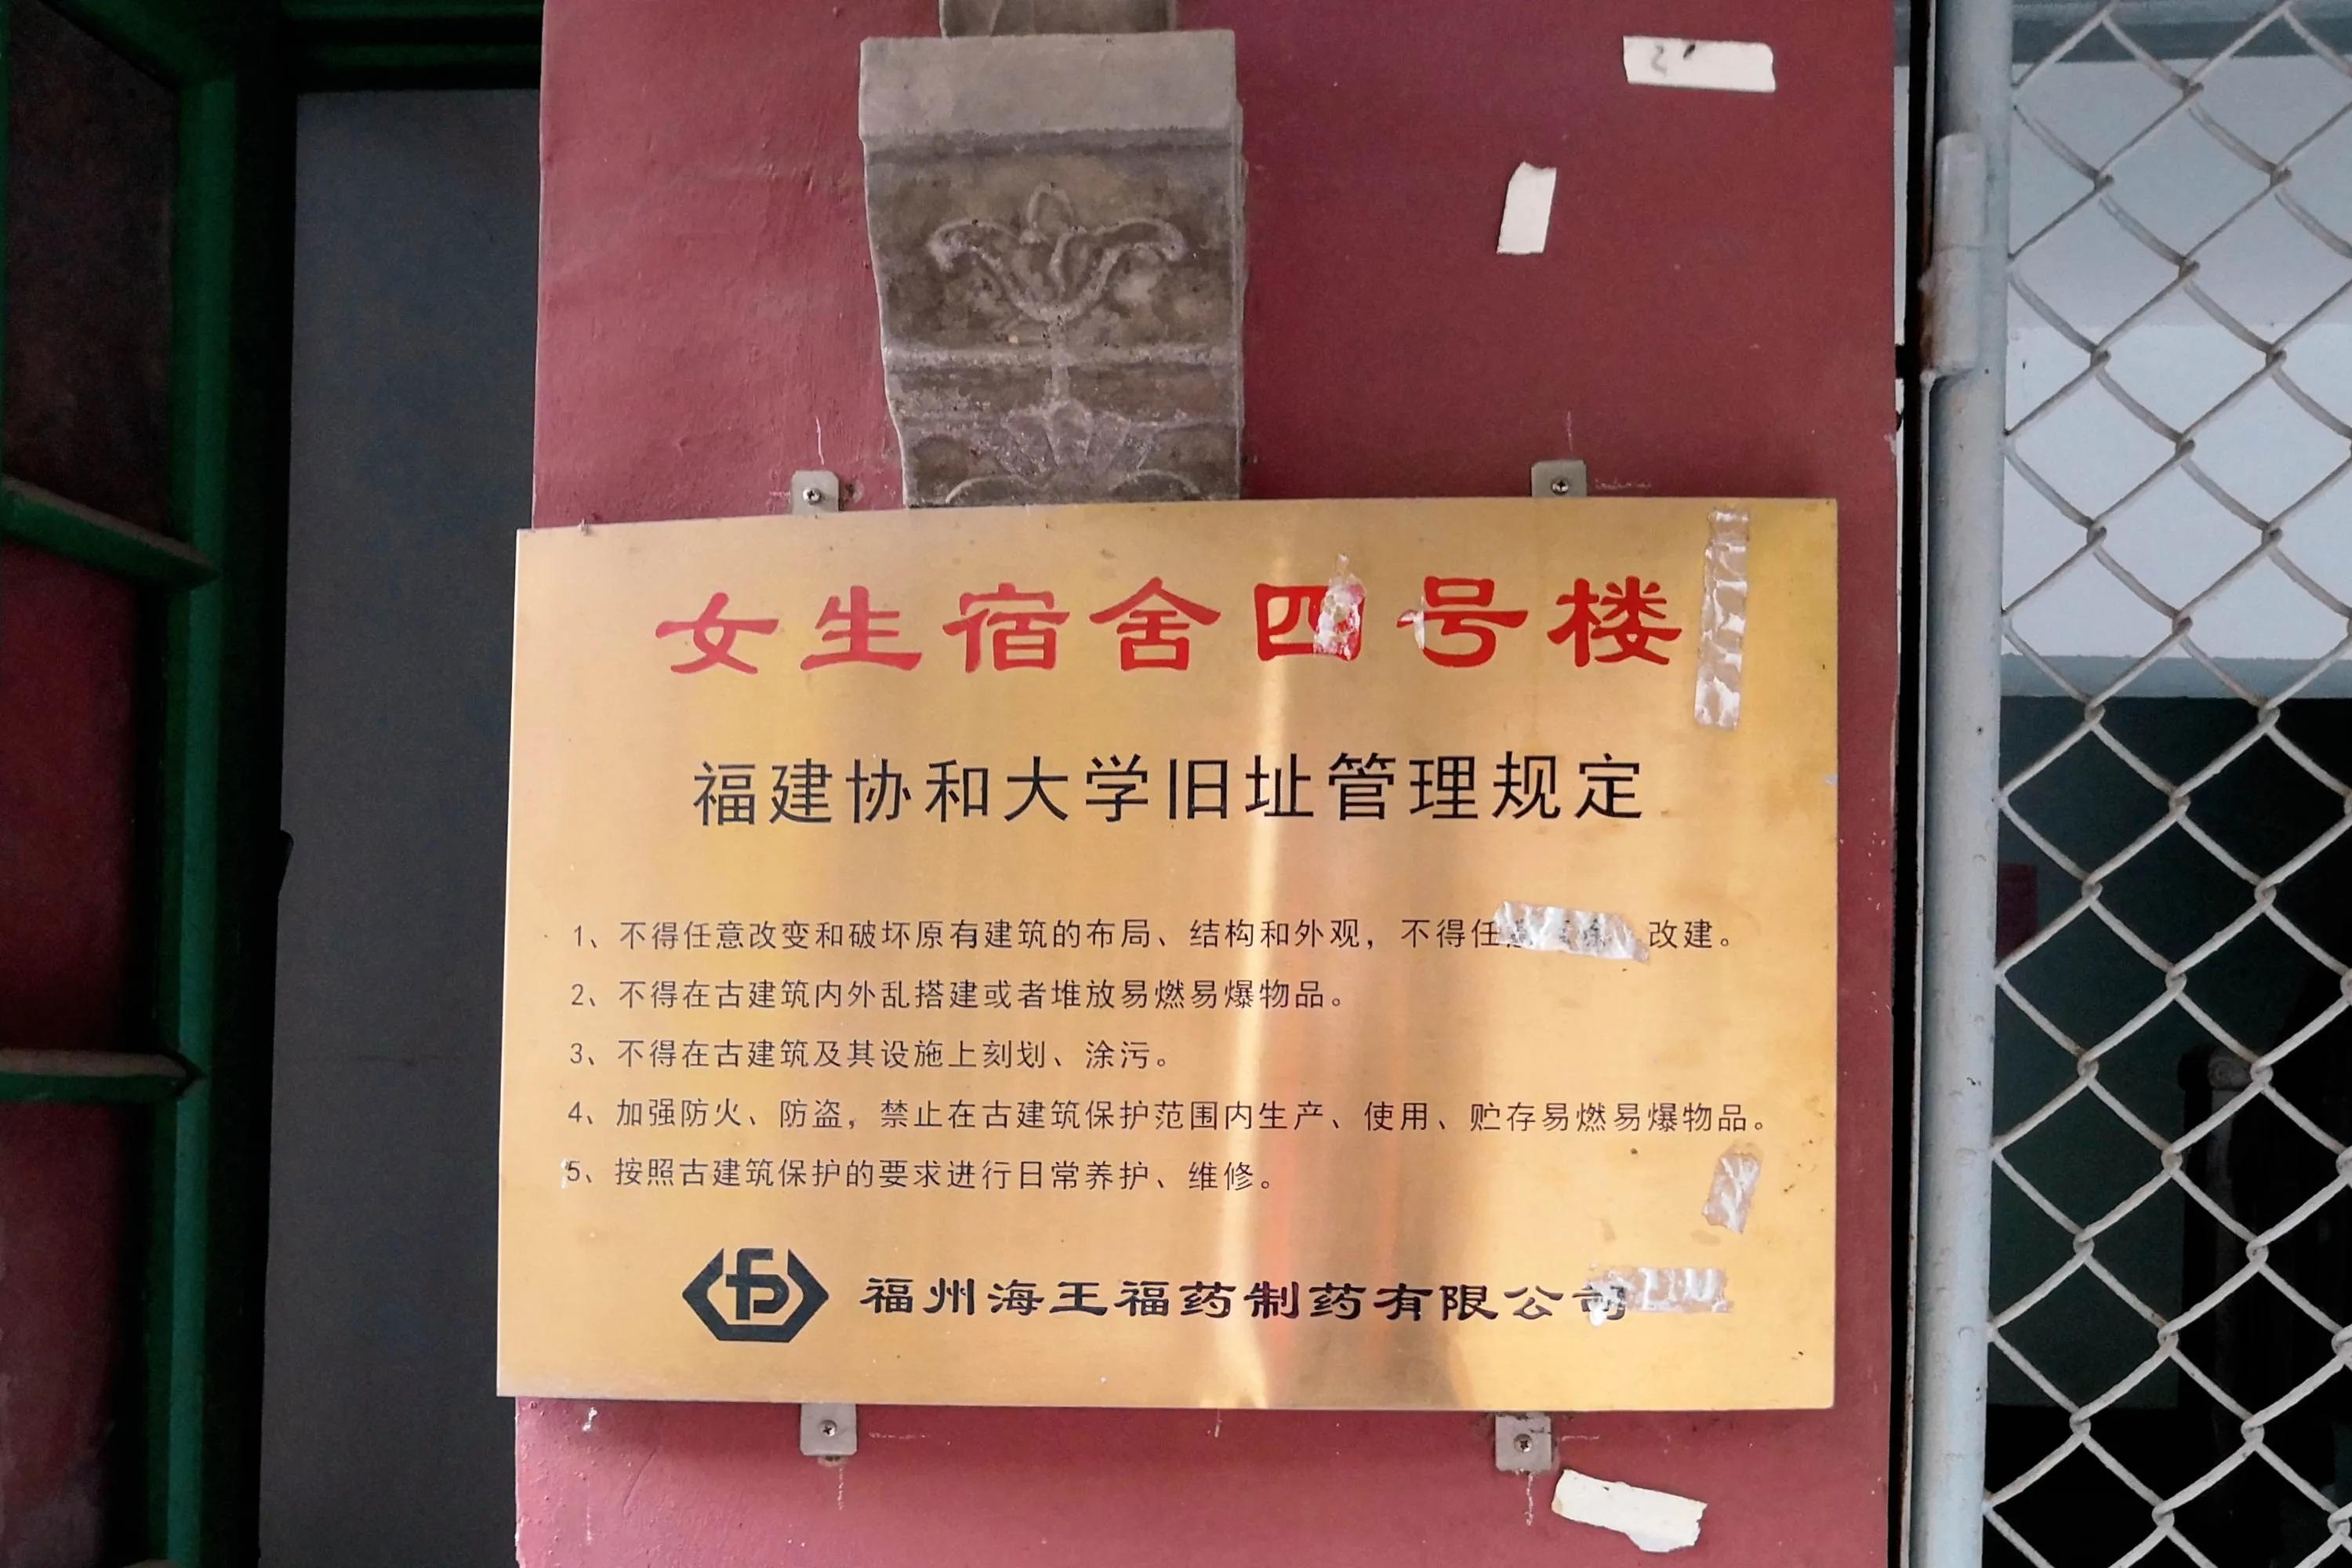 女生宿舍四号楼
福建协和大学旧址管理规定
1、不得任意改变和破坏原有建筑的布局、结构和外观，不得任 改建。
2、不得在古建筑内外乱搭建或者堆放易燃易爆物品。
3、不得在古建筑及其设施上刻划、涂污。
4、加强防火、防盗，禁止在古建筑保护范围内生产、使用、贮存易燃易爆物品。
5、按照古建筑保护的要求进行日常养护、维修。
福州海王福药制药有限公司